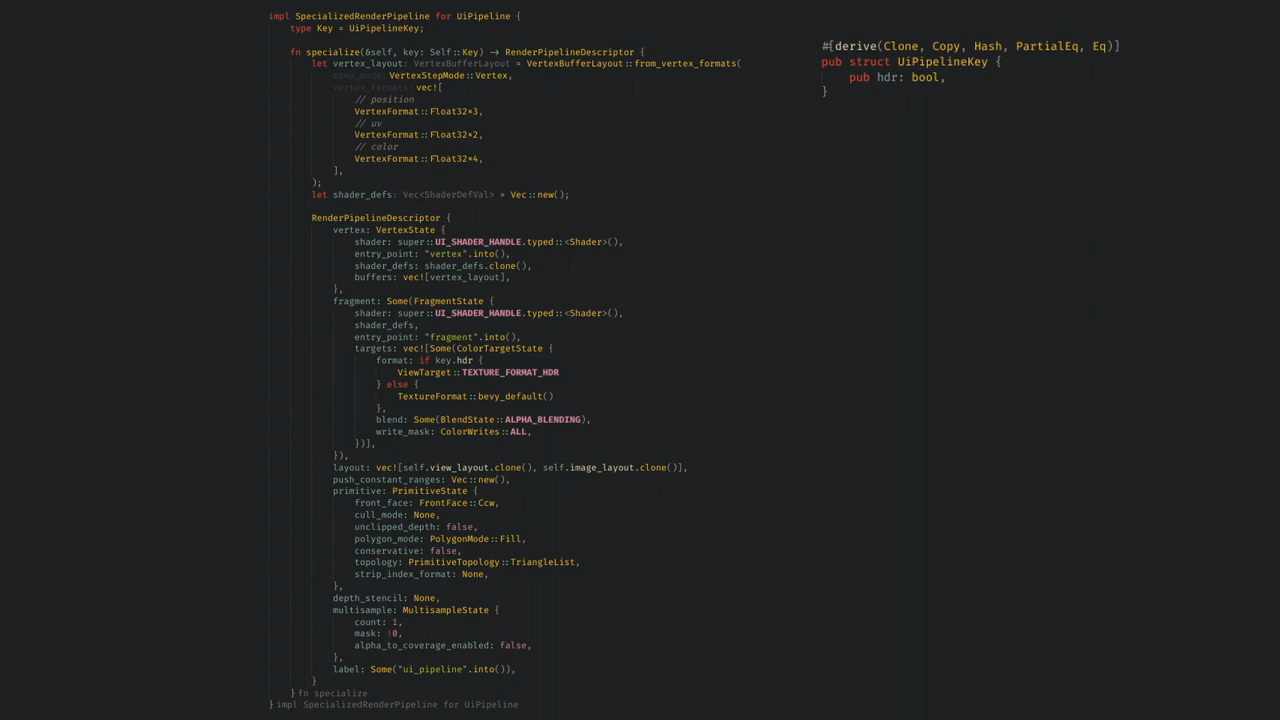 impl SpecializedRenderPipeline for UiPipeline {
    type Key = UiPipelineKey;

    fn specialize(&self, key: Self::Key) -> RenderPipelineDescriptor {
        let vertex_layout: VertexBufferLayout = VertexBufferLayout::from_vertex_formats(
            step_mode: VertexStepMode::Vertex,
            vertex_formats: vec![
                // position
                VertexFormat::Float32x3,
                // uv
                VertexFormat::Float32x2,
                // color
                VertexFormat::Float32x4,
            ],
        );
        let shader_defs: Vec<ShaderDefVal> = Vec::new();

        RenderPipelineDescriptor {
            vertex: VertexState {
                shader: super::UI_SHADER_HANDLE.typed::<Shader>(),
                entry_point: "vertex".into(),
                shader_defs: shader_defs.clone(),
                buffers: vec![vertex_layout],
            },
            fragment: Some(FragmentState {
                shader: super::UI_SHADER_HANDLE.typed::<Shader>(),
                shader_defs,
                entry_point: "fragment".into(),
                targets: vec![Some(ColorTargetState {
                    format: if key.hdr {
                        ViewTarget::TEXTURE_FORMAT_HDR
                    } else {
                        TextureFormat::bevy_default()
                    },
                    blend: Some(BlendState::ALPHA_BLENDING),
                    write_mask: ColorWrites::ALL,
                })],
            }),
            layout: vec![self.view_layout.clone(), self.image_layout.clone()],
            push_constant_ranges: Vec::new(),
            primitive: PrimitiveState {
                front_face: FrontFace::Ccw,
                cull_mode: None,
                unclipped_depth: false,
                polygon_mode: PolygonMode::Fill,
                conservative: false,
                topology: PrimitiveTopology::TriangleList,
                strip_index_format: None,
            },
            depth_stencil: None,
            multisample: MultisampleState {
                count: 1,
                mask: !0,
                alpha_to_coverage_enabled: false,
            },
            label: Some("ui_pipeline".into()),
        }
    } fn specialize
} impl SpecializedRenderPipeline for UiPipeline
#[derive(Clone, Copy, Hash, PartialEq, Eq)]
pub struct UiPipelineKey {
    pub hdr: bool,
}